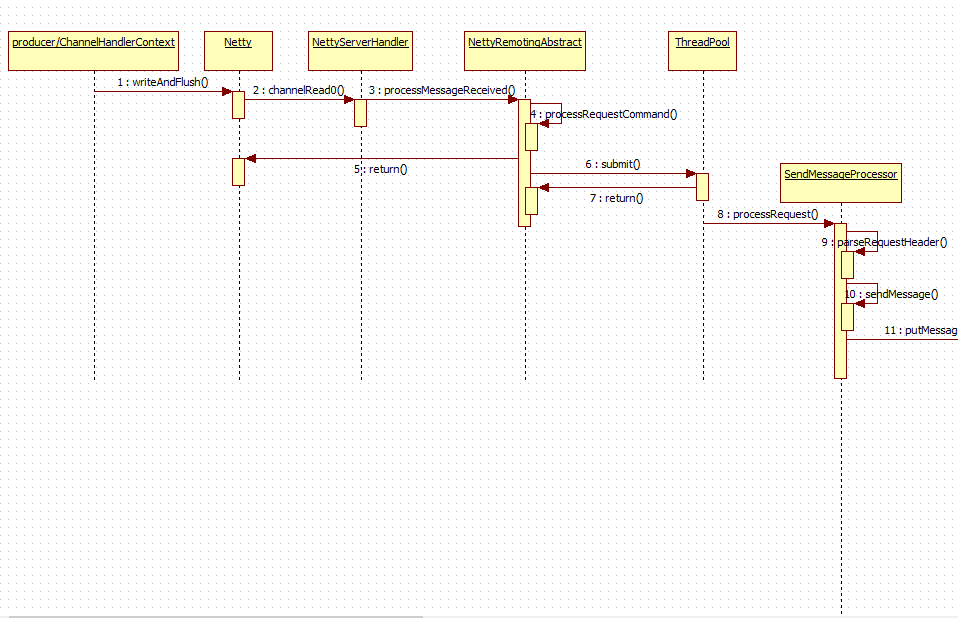 producer/ChannelHandlerContext
Netty
NettyServerHandler
NettyRemotingAbstract
ThreadPool
1 : writeAndFlush()
2 : channelRead0()
3 : processMessageReceived()
4 : processRequestCommand()
5 : return()
6 : submit()
SendMessageProcessor
7 : return()
8 : processRequest()
9 : parseRequestHeader()
10 : sendMessage()
11 : putMessag